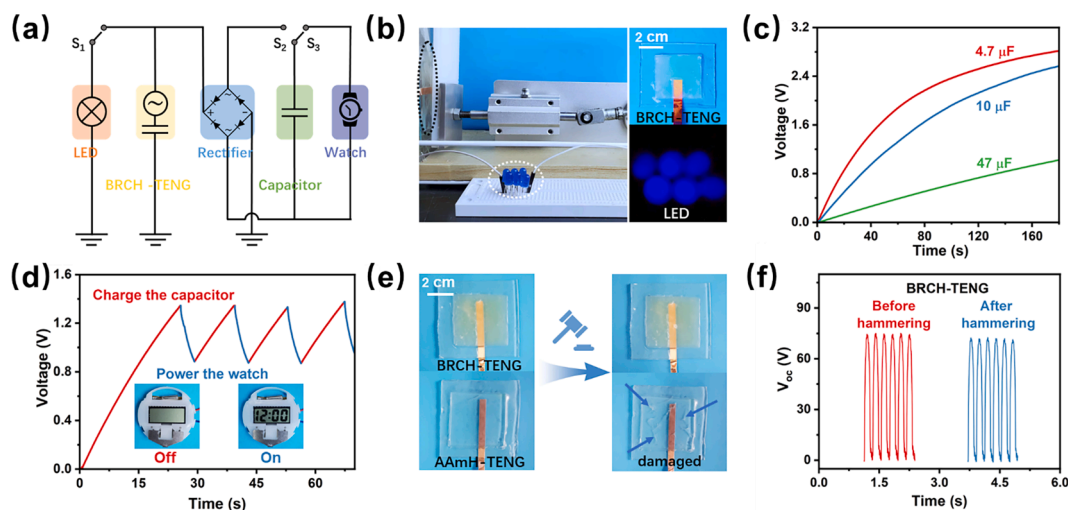 (a)
S1
S2
S3
LED
Rectifier
Watch
BRCH -TENG
Capacitor
(b)
2 cm
BRCH-TENG
LED
(c)
Voltage (V)
3.2
2.4
1.6
0.8
0.0
4.7 μF
10 μF
47 μF
0
40
80
120
160
Time (s)
(d)
Voltage (V)
1.6
1.2
0.8
0.4
0.0
Charge the capacitor
Power the watch
12:00
Off
On
0
15
30
45
60
Time (s)
(e)
2 cm
BRCH-TENG
AAmH-TENG
damaged
(f)
Voc (V)
90
60
30
0
BRCH-TENG
Before
hammering
After
hammering
0.0
1.5
3.0
4.5
6.0
Time (s)